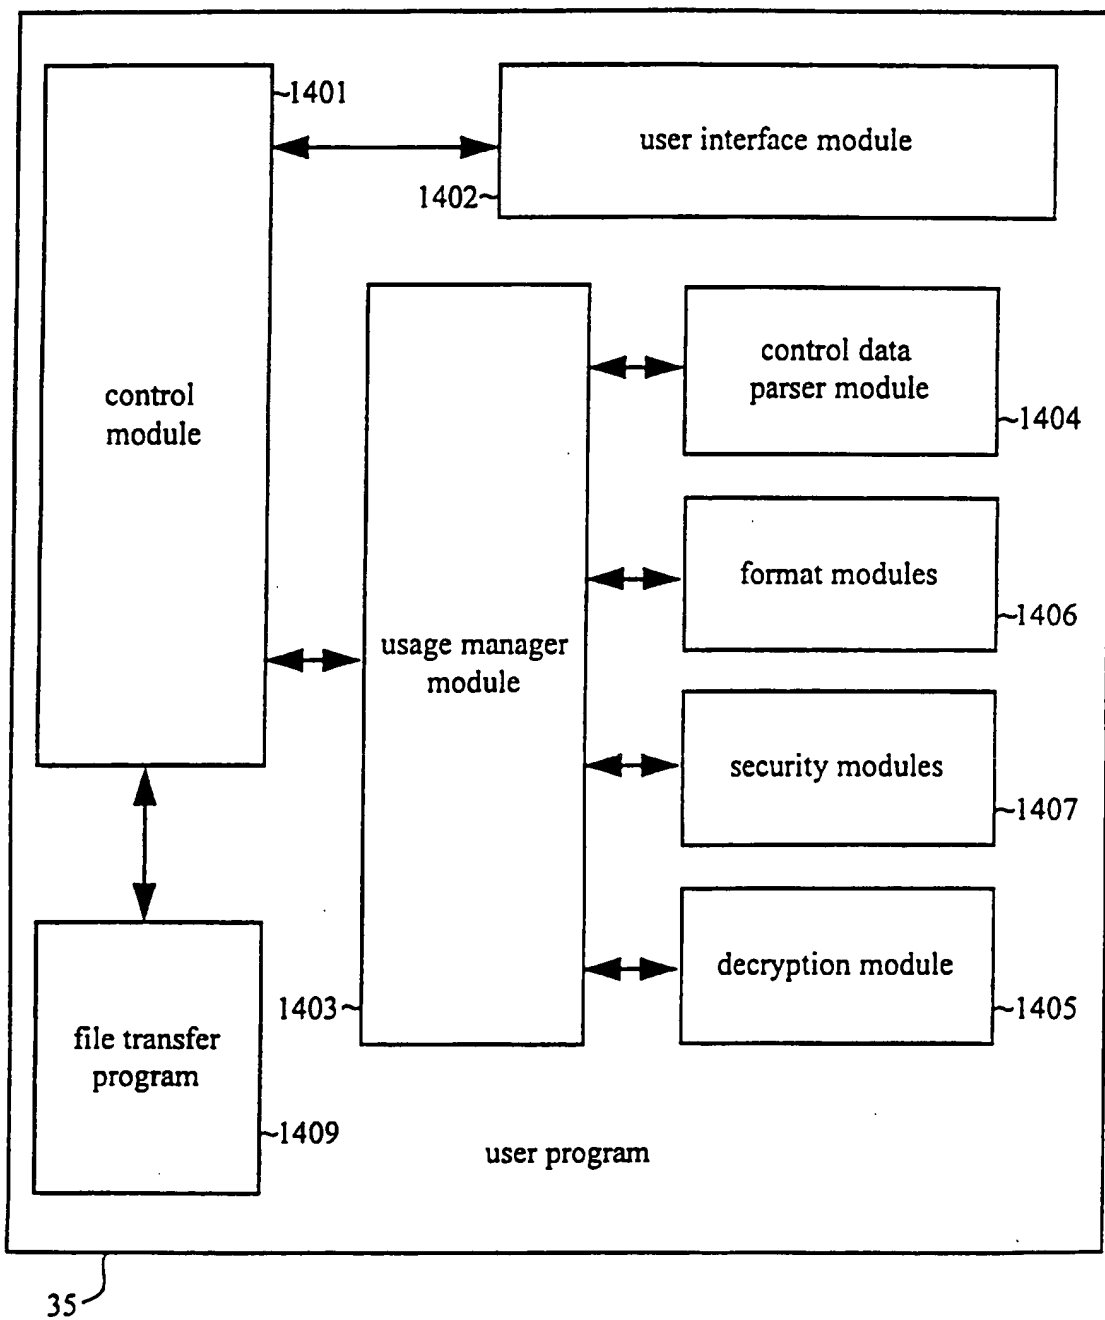 1401
user interface module
1402
control data
parser module
1404
control
module
format modules
1406
usage manager
module
security modules
1407
decryption module
1405
1403
file transfer
program
1409
user program
35